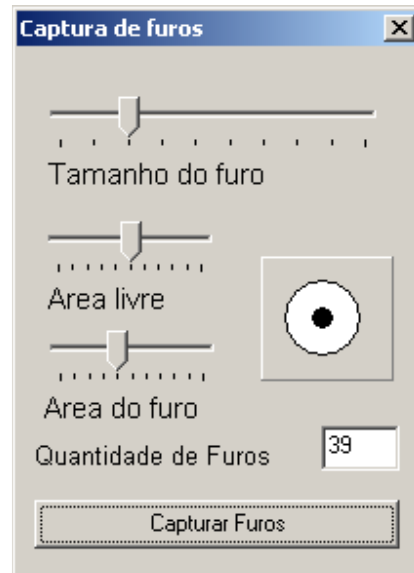 Captura de furos
Tamanho do furo
Area livre
Area do furo
Quantidade de Furos 39
Capturar Furos